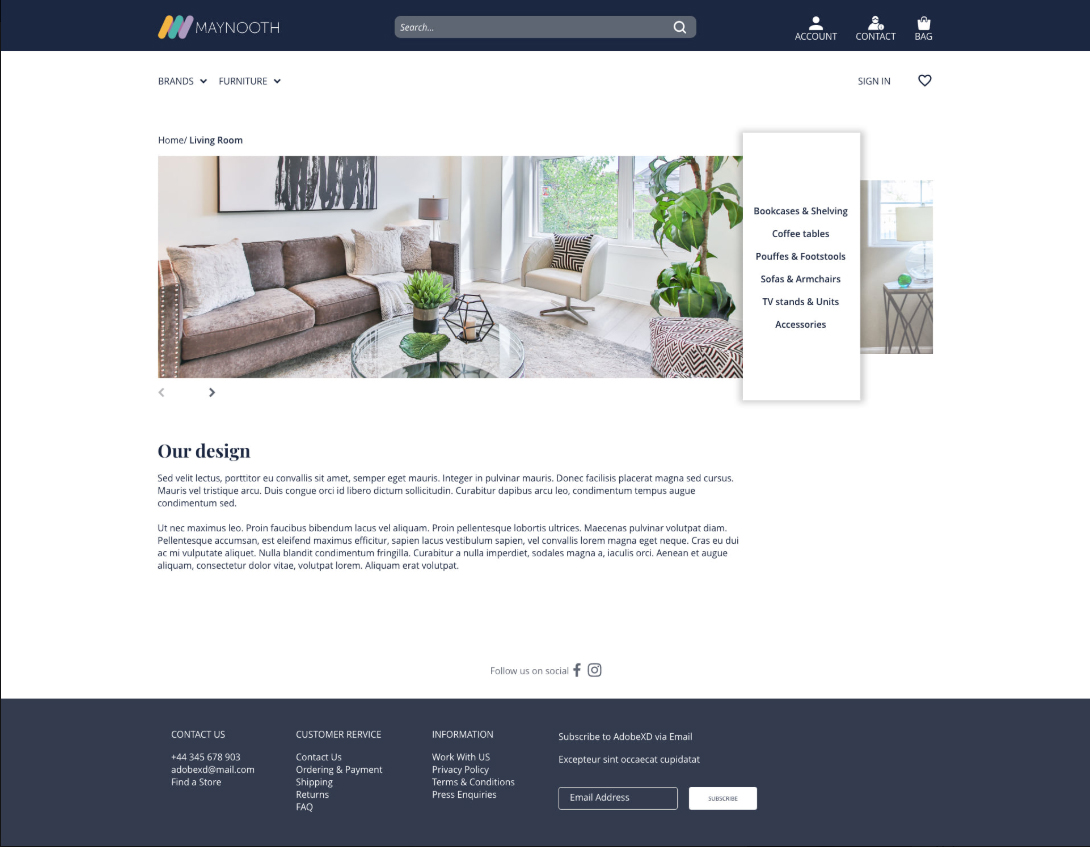 MAYNOOTH
Search...
ACCOUNT
CONTACT
BAG
BRANDS
FURNITURE
SIGN IN
Home/ Living Room
Bookcases & Shelving
Coffee tables
Pouffes & Footstools
Sofas & Armchairs
TV stands & Units
Accessories
Our design
Sed velit lectus, porttitor eu convallis sit amet, semper eget mauris. Integer in pulvinar mauris. Donec facilisis placerat magna sed cursus.
Mauris vel tristique arcu. Duis congue orci id libero dictum sollicitudin. Curabitur dapibus arcu leo, condimentum tempus augue
condimentum sed.
Ut nec maximus leo. Proin faucibus bibendum lacus vel aliquam. Proin pellentesque lobortis ultrices. Maecenas pulvinar volutpat diam.
Pellentesque accumsan, est eleifend maximus efficitur, sapien lacus vestibulum sapien, vel convallis lorem magna eget neque. Cras eu dui
ac mi vulputate aliquet. Nulla blandit condimentum fringilla. Curabitur a nulla imperdiet, sodales magna a, iaculis orci. Aenean et augue
aliquam, consectetur dolor vitae, volutpat lorem. Aliquam erat volutpat.
Follow us on social
CONTACT US
+44 345 678 903
adobexd@mail.com
Find a Store
CUSTOMER RERVICE
Contact Us
Ordering & Payment
Shipping
Returns
FAQ
INFORMATION
Work With US
Privacy Policy
Terms & Conditions
Press Enquiries
Subscribe to AdobeXD via Email
Excepteur sint occaecat cupidatat
Email Address
SUBSCRIBE